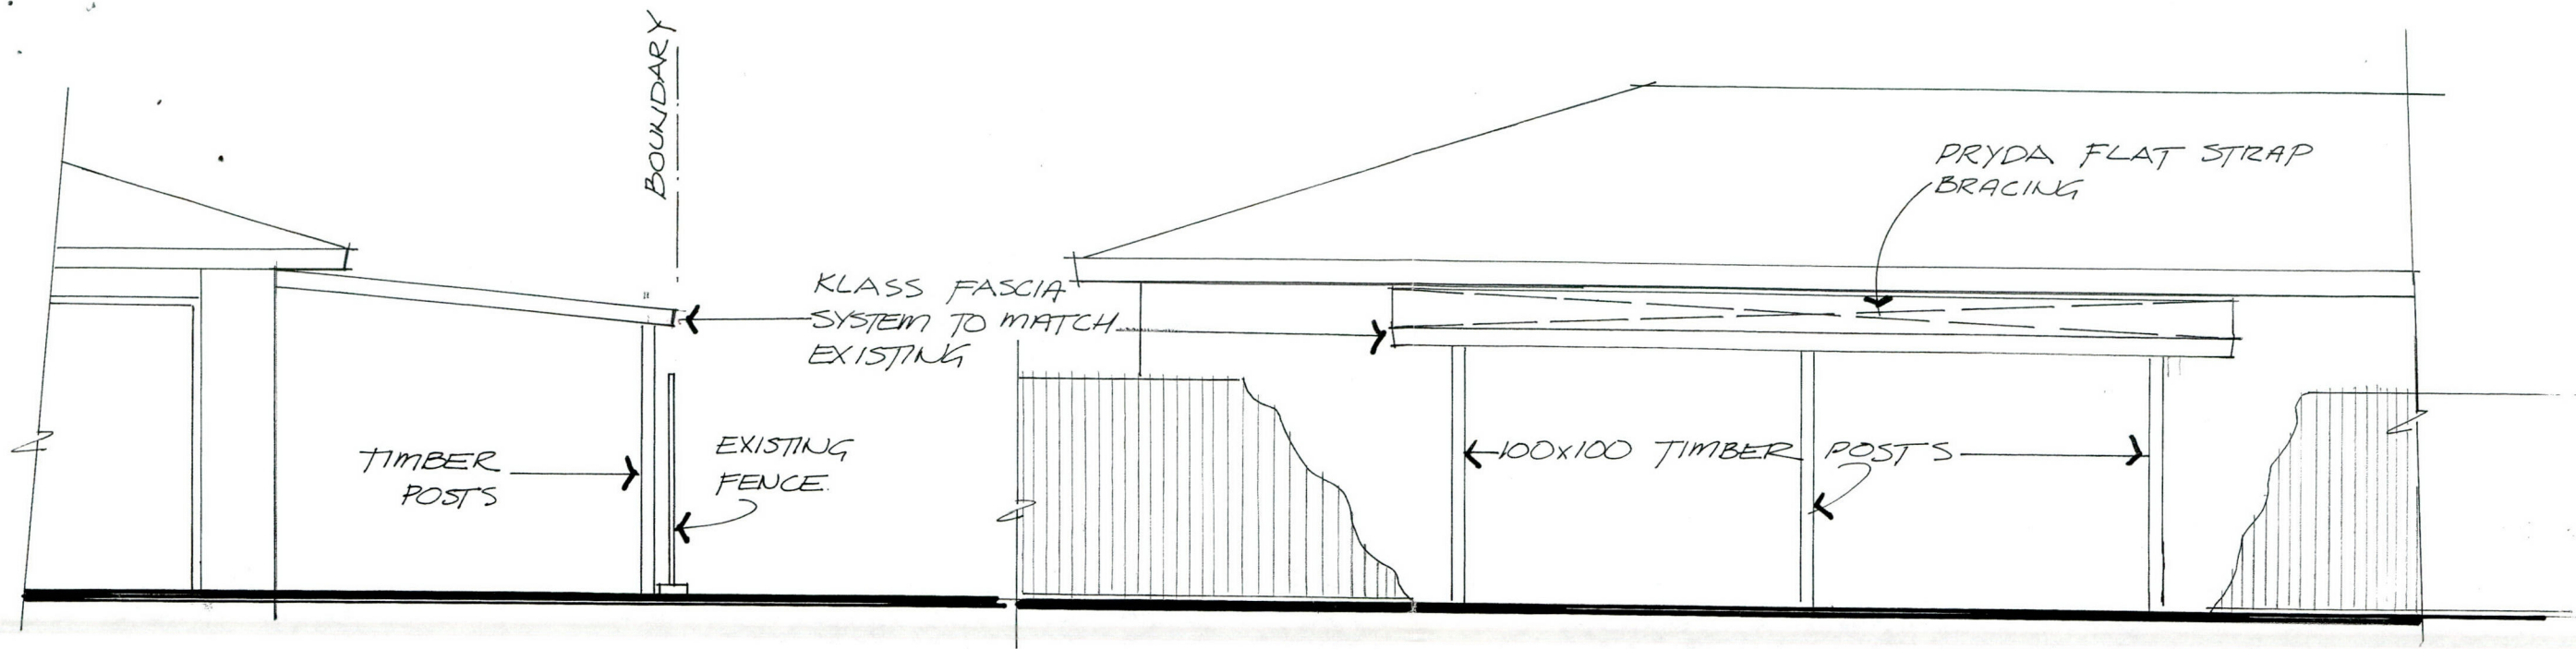 BOUNDARY
PRYDA FLAT STRAP
BRACING
KLASS FASCIA
SYSTEM TO MATCH
EXISTING
TIMBER
POSTS
EXISTING
FENCE.
100x100 TIMBER POSTS